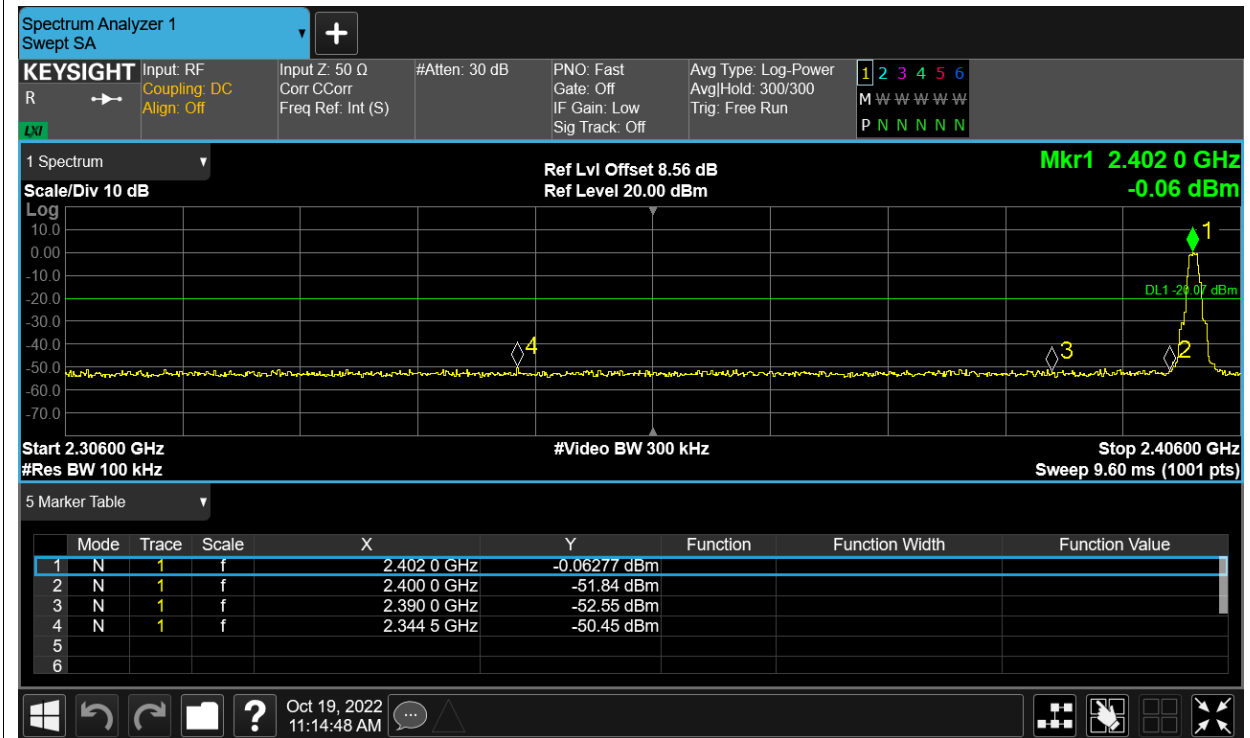 Spectrum Analyzer 1
Swept SA
KEYSIGHT
R
LXI
Input: RF
Coupling: DC
Align: Off
Input Z: 50 Ω
Corr CCorr
Freq Ref: Int (S)
#Atten: 30 dB
PNO: Fast
Gate: Off
IF Gain: Low
Sig Track: Off
Avg Type: Log-Power
Avg|Hold: 300/300
Trig: Free Run
1 2 3 4 5 6
M W W W W W
P N N N N N
1 Spectrum
Scale/Div 10 dB
Ref Lvl Offset 8.56 dB
Ref Level 20.00 dBm
Mkr1 2.402 0 GHz
-0.06 dBm
Log
10.0
0.00
-10.0
-20.0
-30.0
-40.0
-50.0
-60.0
-70.0
1
DL1 -20.07 dBm
4
3
2
Start 2.30600 GHz
#Video BW 300 kHz
Stop 2.40600 GHz
#Res BW 100 kHz
Sweep 9.60 ms (1001 pts)
5 Marker Table
Mode Trace Scale X Y Function Function Width Function Value
1 N 1 f 2.402 0 GHz -0.06277 dBm
2 N 1 f 2.400 0 GHz -51.84 dBm
3 N 1 f 2.390 0 GHz -52.55 dBm
4 N 1 f 2.344 5 GHz -50.45 dBm
5
6
?
Oct 19, 2022
11:14:48 AM